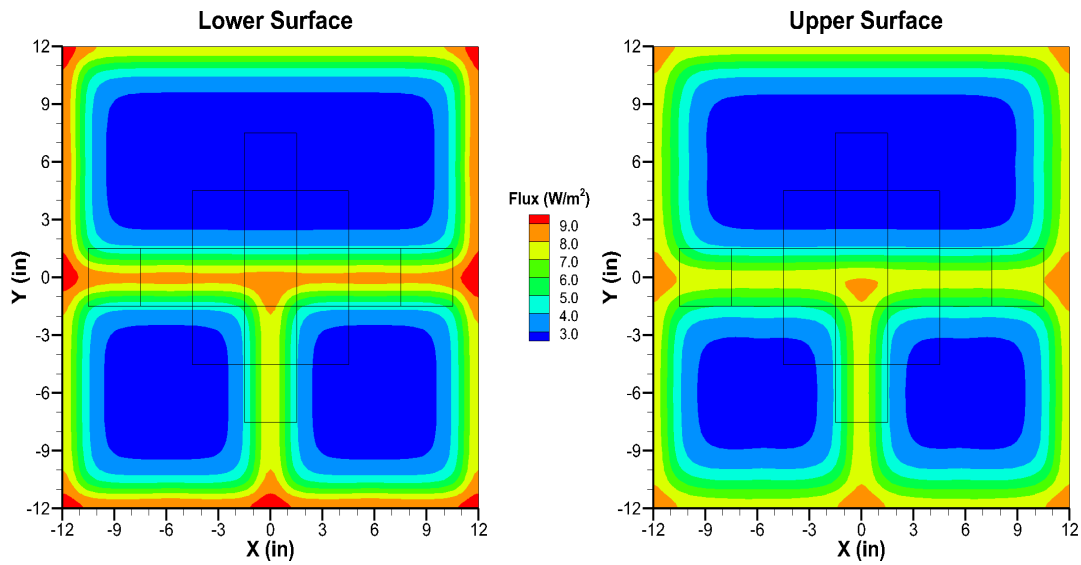 Lower Surface
Upper Surface
12
9
6
3
0
-3
-6
-9
-12
Y (in)
-12 -9 -6 -3 0 3 6 9 12
X (in)
Flux (W/m²)
9.0
8.0
7.0
6.0
5.0
4.0
3.0
12
9
6
3
0
-3
-6
-9
-12
Y (in)
-12 -9 -6 -3 0 3 6 9 12
X (in)